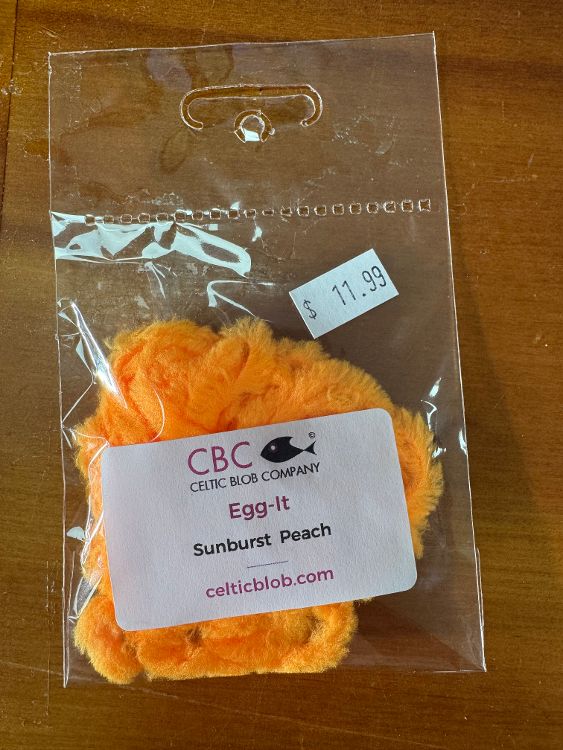 $ 11.99
CBC ©
CELTIC BLOB COMPANY
Egg-It
Sunburst Peach
celticblob.com